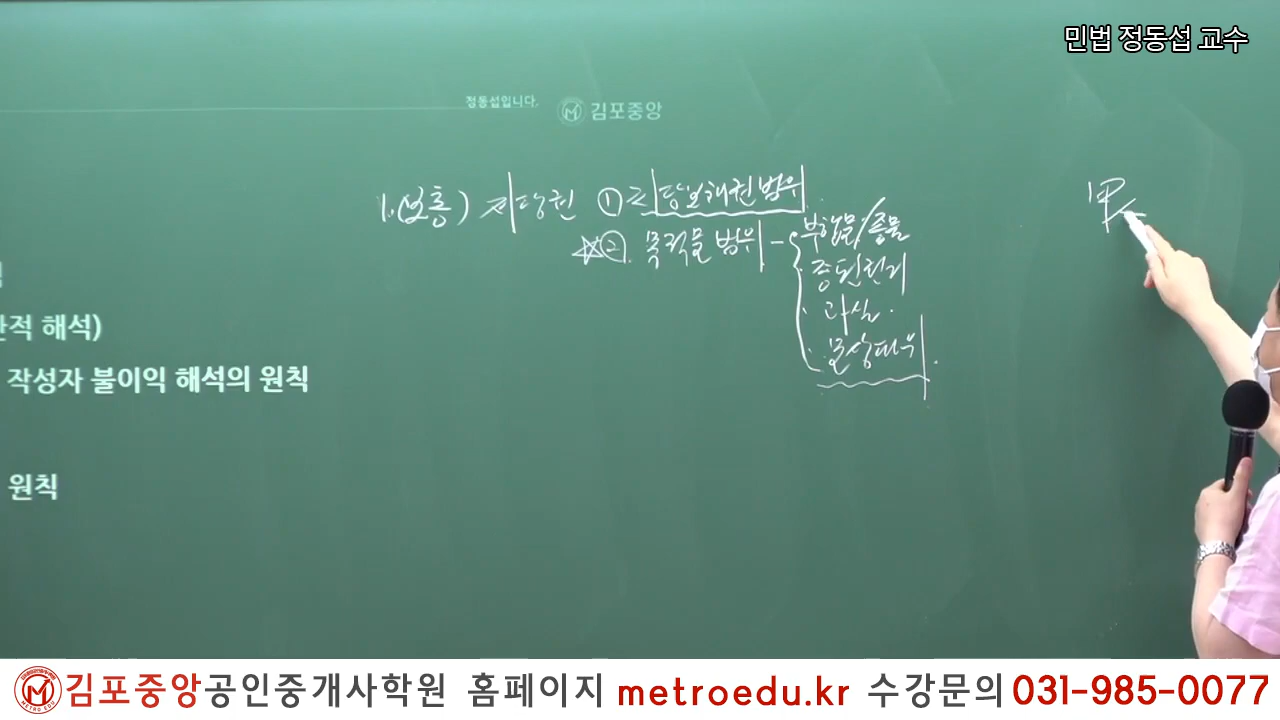 민법 정동섭 교수
정동섭입니다. 김포중앙
1.(보통) 저당권 ① 피담보채권범위
☆②. 목적물 범위 - 부합물/종물
증된전세
과실.
물상대위.
甲
적 해석)
작성자 불이익 해석의 원칙
원칙
김포중앙공인중개사학원 홈페이지 metroedu.kr 수강문의 031-985-0077